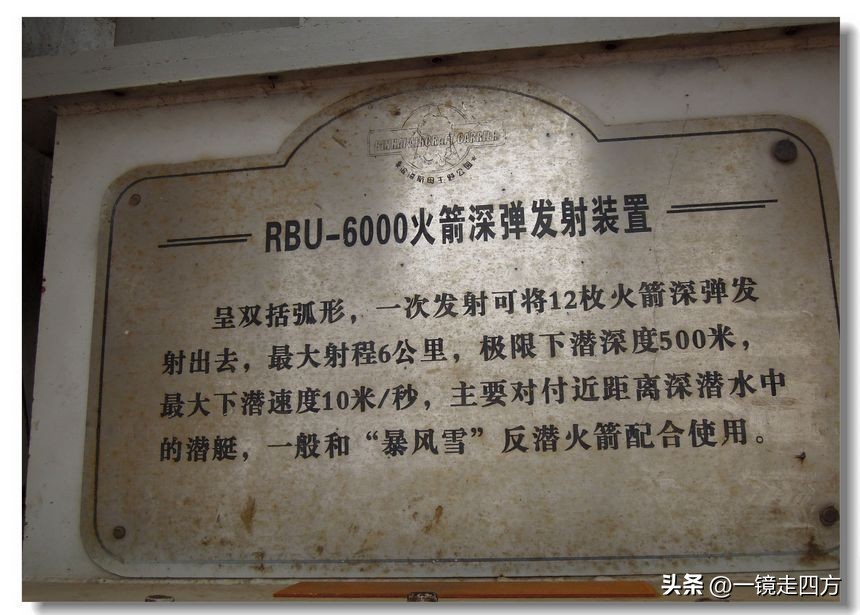 RBU-6000火箭深弹发射装置
呈双括弧形，一次发射可将12枚火箭深弹发
射出去，最大射程6公里，极限下潜深度500米，
最大下潜速度10米/秒，主要对付近距离深潜水中
的潜艇，一般和“暴风雪”反潜火箭配合使用。
头条 @一镜走四方